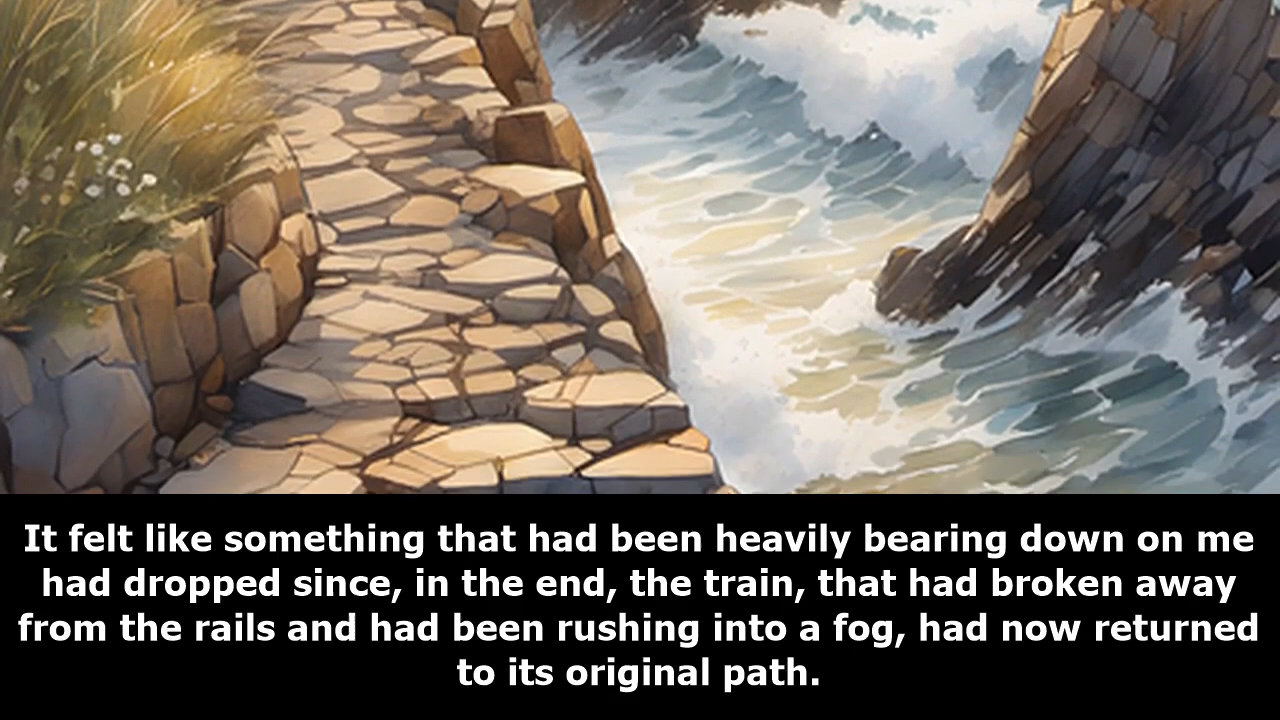 It felt like something that had been heavily bearing down on me
had dropped since, in the end, the train, that had broken away
from the rails and had been rushing into a fog, had now returned
to its original path.